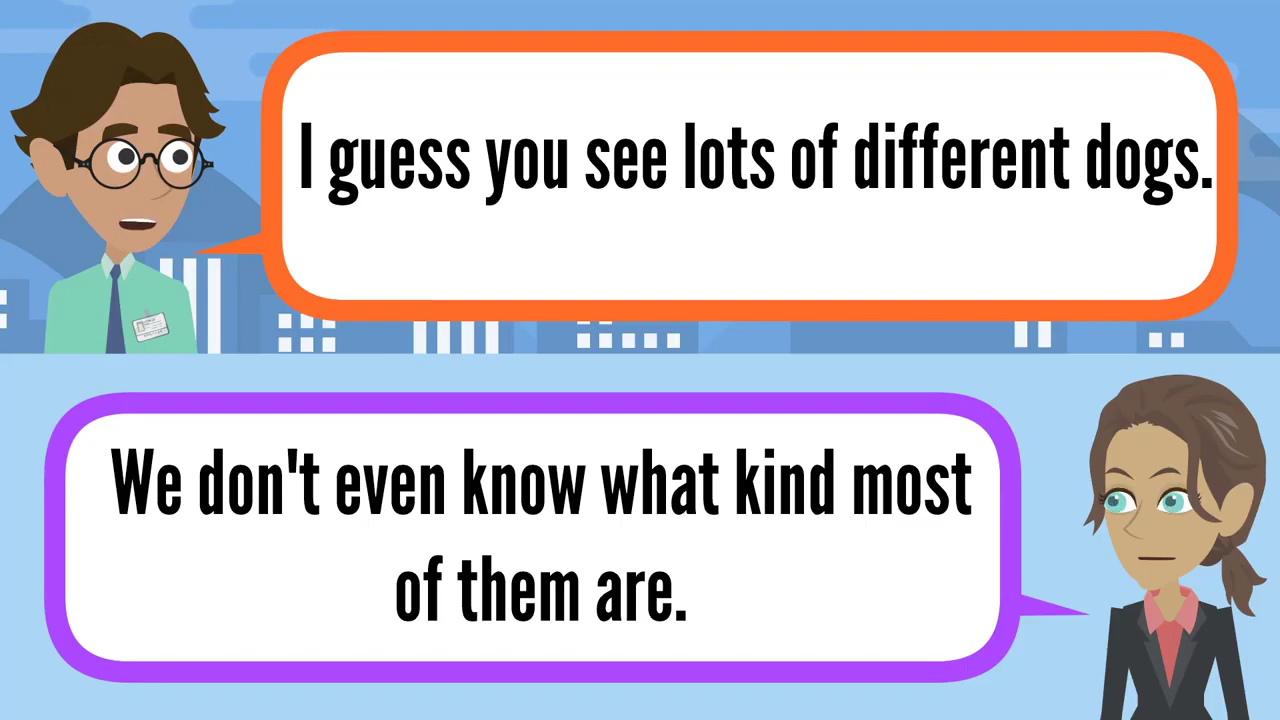 I guess you see lots of different dogs.
We don't even know what kind most
of them are.